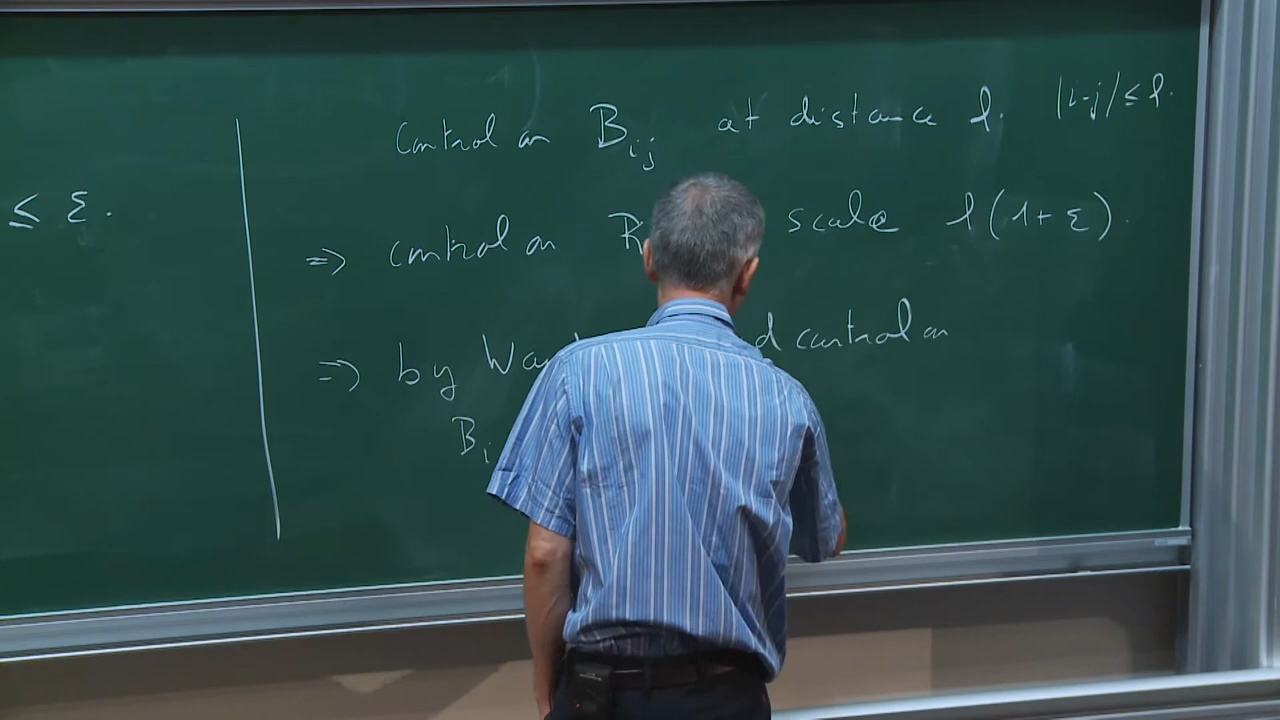 ≤ ε.
Control on B_ij at distance l. |i-j| ≤ l.
⇒ control on R scale l(1+ε).
⇒ by control on
B_i